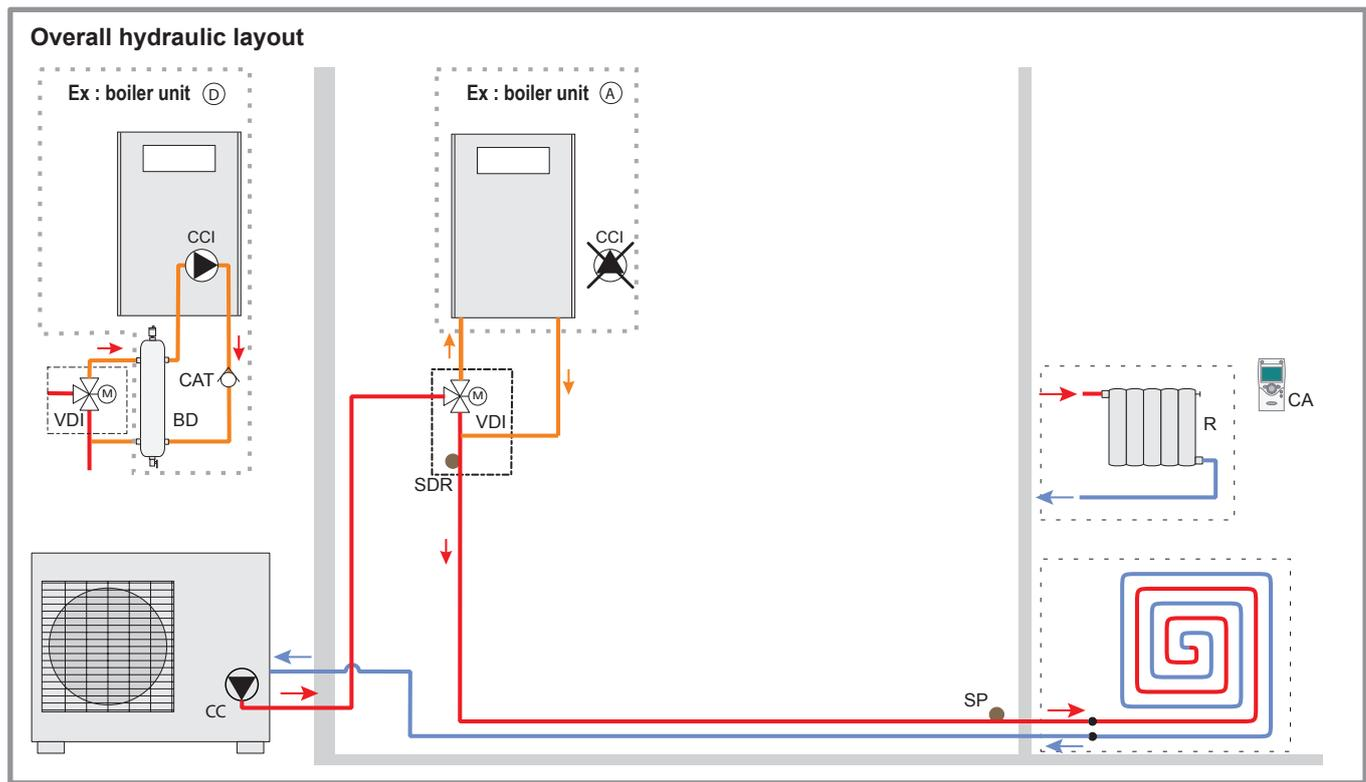 Overall hydraulic layout
Ex : boiler unit D
Ex : boiler unit A
CCI
CCI
CAT
M
VDI
BD
M
VDI
SDR
R
CA
CC
SP